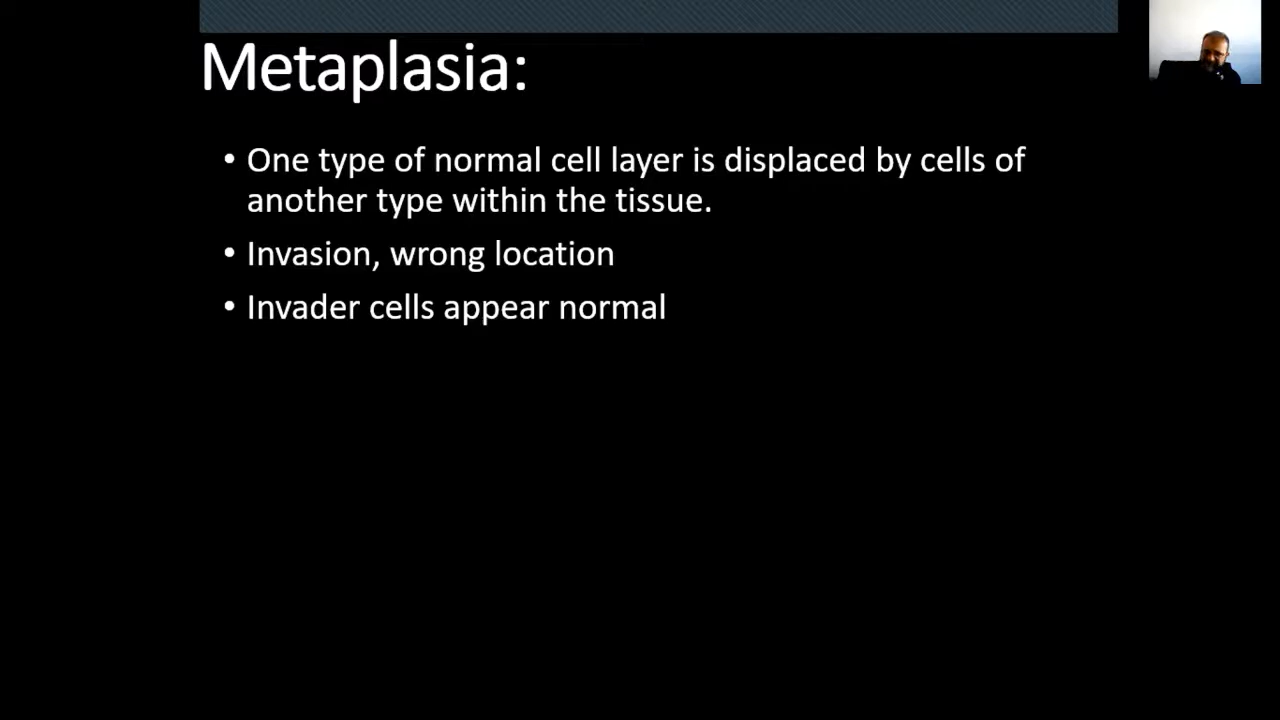 Metaplasia:
• One type of normal cell layer is displaced by cells of
another type within the tissue.
• Invasion, wrong location
• Invader cells appear normal